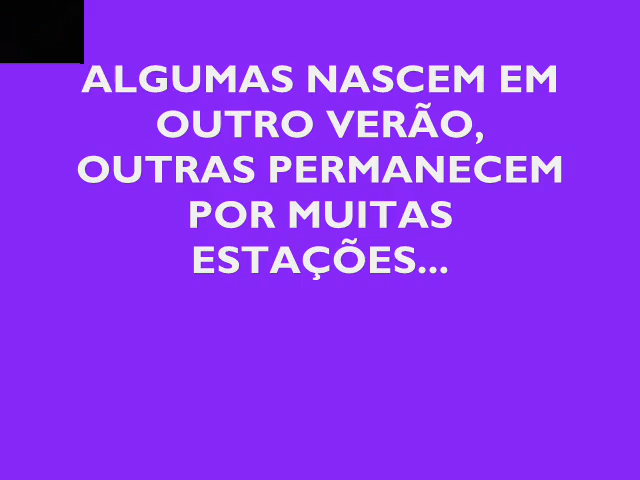 ALGUMAS NASCEM EM
OUTRO VERÃO,
OUTRAS PERMANECEM
POR MUITAS
ESTAÇÕES...